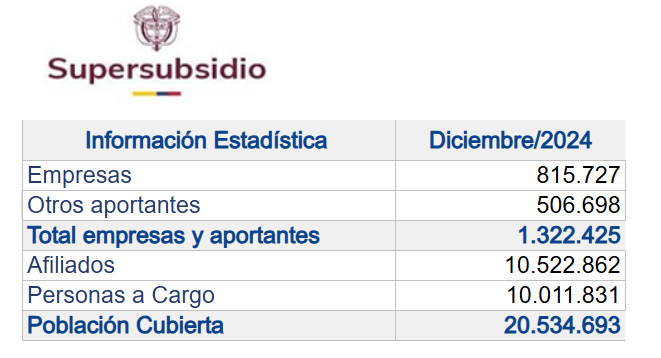 Supersubsidio
Información Estadística Diciembre/2024
Empresas 815.727
Otros aportantes 506.698
Total empresas y aportantes 1.322.425
Afiliados 10.522.862
Personas a Cargo 10.011.831
Población Cubierta 20.534.693